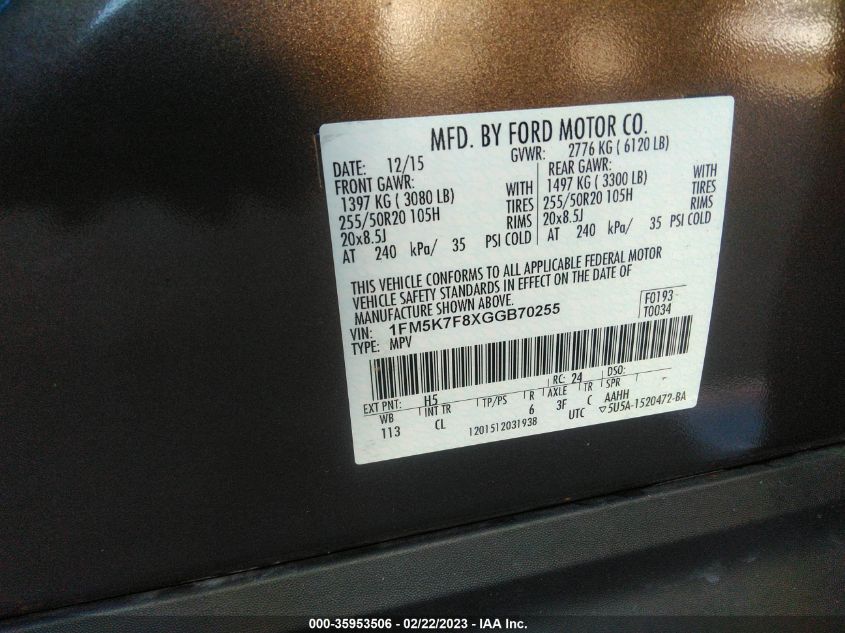 MFD. BY FORD MOTOR CO.
DATE: 12/15 GVWR: 2776 KG ( 6120 LB)
FRONT GAWR: REAR GAWR:
1397 KG ( 3080 LB) WITH 1497 KG ( 3300 LB) WITH
255/50R20 105H TIRES 255/50R20 105H TIRES
20x8.5J RIMS 20x8.5J RIMS
AT 240 kPa/ 35 PSI COLD AT 240 kPa/ 35 PSI COLD
THIS VEHICLE CONFORMS TO ALL APPLICABLE FEDERAL MOTOR
VEHICLE SAFETY STANDARDS IN EFFECT ON THE DATE OF
MANUFACTURE SHOWN ABOVE.
F0193
VIN: 1FM5K7F8XGGB70255
T0034
TYPE: MPV
EXT PNT: H5 RC: 24 DSO:
WB INT TR TP/PS R AXLE TR SPR
113 CL 6 3F C AAHH
1201512031938 UTC ▽5U5A-1520472-BA
000-35953506 - 02/22/2023 - IAA Inc.